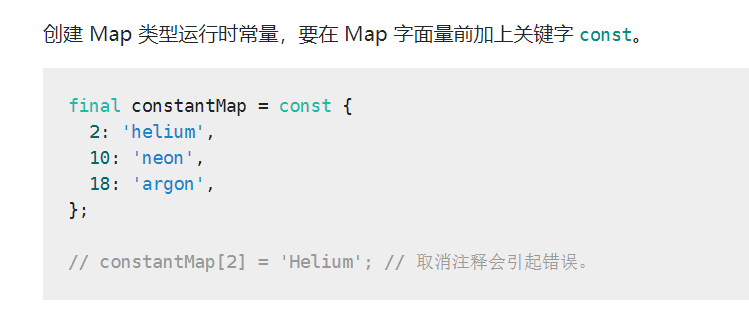 创建 Map 类型运行时常量，要在 Map 字面量前加上关键字 const。
final constantMap = const {
  2: 'helium',
  10: 'neon',
  18: 'argon',
};
// constantMap[2] = 'Helium'; // 取消注释会引起错误。